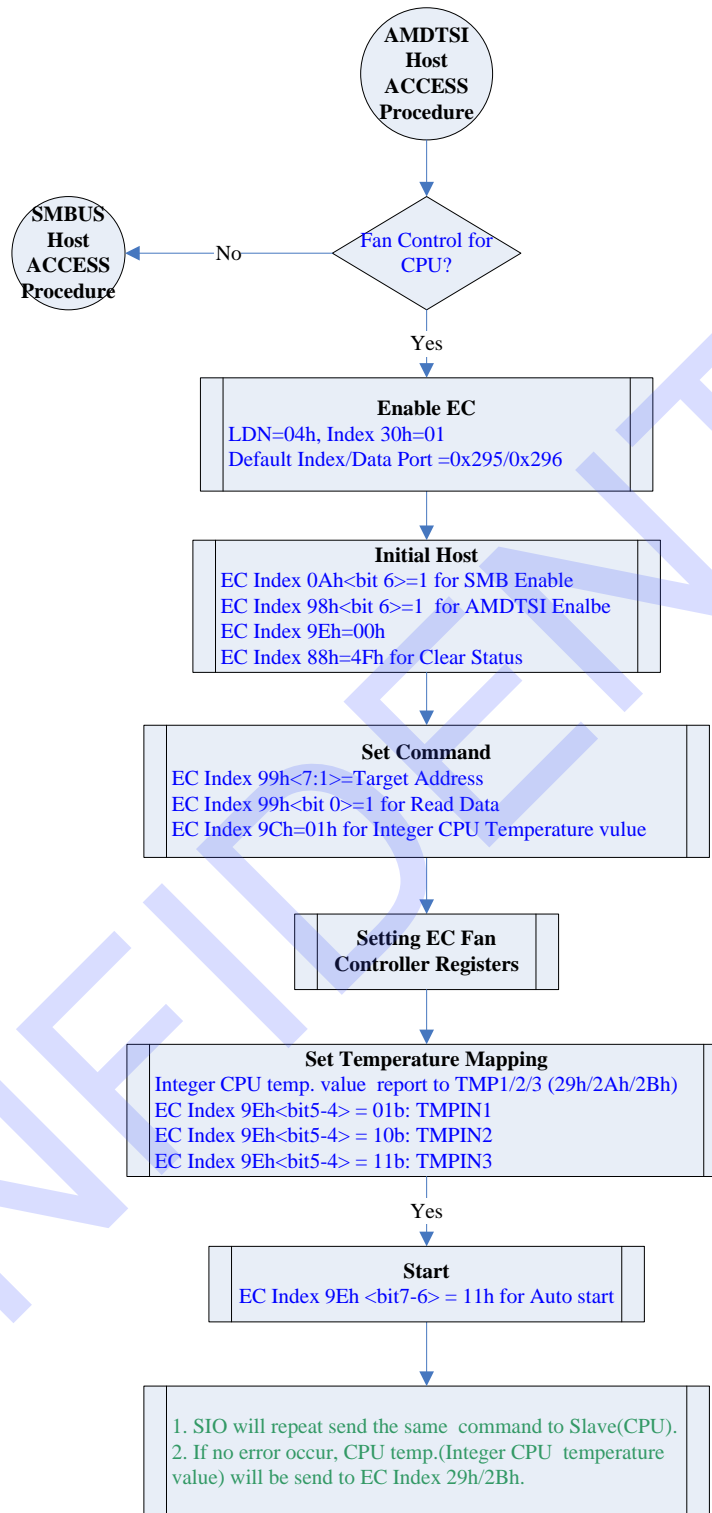 AMDTSI
Host
ACCESS
Procedure
SMBUS
Host
ACCESS
Procedure
No
Fan Control for
CPU?
Yes
Enable EC
LDN=04h, Index 30h=01
Default Index/Data Port =0x295/0x296
Initial Host
EC Index 0Ah<bit 6>=1 for SMB Enable
EC Index 98h<bit 6>=1  for AMDTSI Enalbe
EC Index 9Eh=00h
EC Index 88h=4Fh for Clear Status
Set Command
EC Index 99h<7:1>=Target Address
EC Index 99h<bit 0>=1 for Read Data
EC Index 9Ch=01h for Integer CPU Temperature vulue
Setting EC Fan
Controller Registers
Set Temperature Mapping
Integer CPU temp. value  report to TMP1/2/3 (29h/2Ah/2Bh)
EC Index 9Eh<bit5-4> = 01b: TMPIN1
EC Index 9Eh<bit5-4> = 10b: TMPIN2
EC Index 9Eh<bit5-4> = 11b: TMPIN3
Yes
Start
EC Index 9Eh <bit7-6> = 11h for Auto start
1. SIO will repeat send the same  command to Slave(CPU).
2. If no error occur, CPU temp.(Integer CPU  temperature
value) will be send to EC Index 29h/2Bh.
NFIDENT